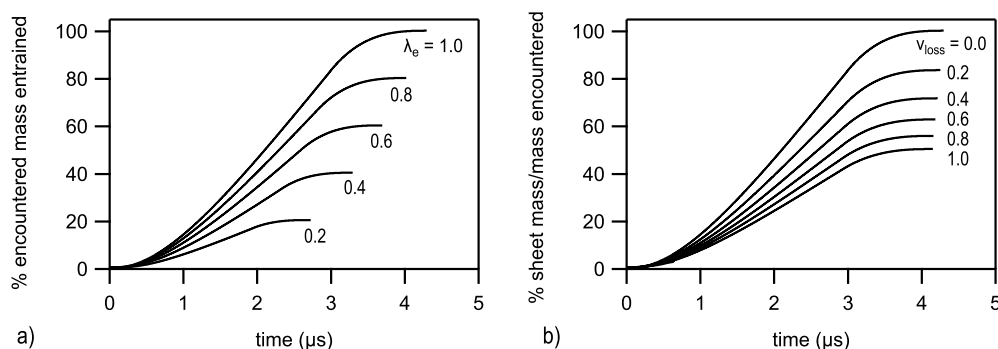 % encountered mass entrained
100
80
60
40
20
0
λe = 1.0
0.8
0.6
0.4
0.2
0 1 2 3 4 5
time (µs)
a)
% sheet mass/mass encountered
100
80
60
40
20
0
vloss = 0.0
0.2
0.4
0.6
0.8
1.0
0 1 2 3 4 5
time (µs)
b)